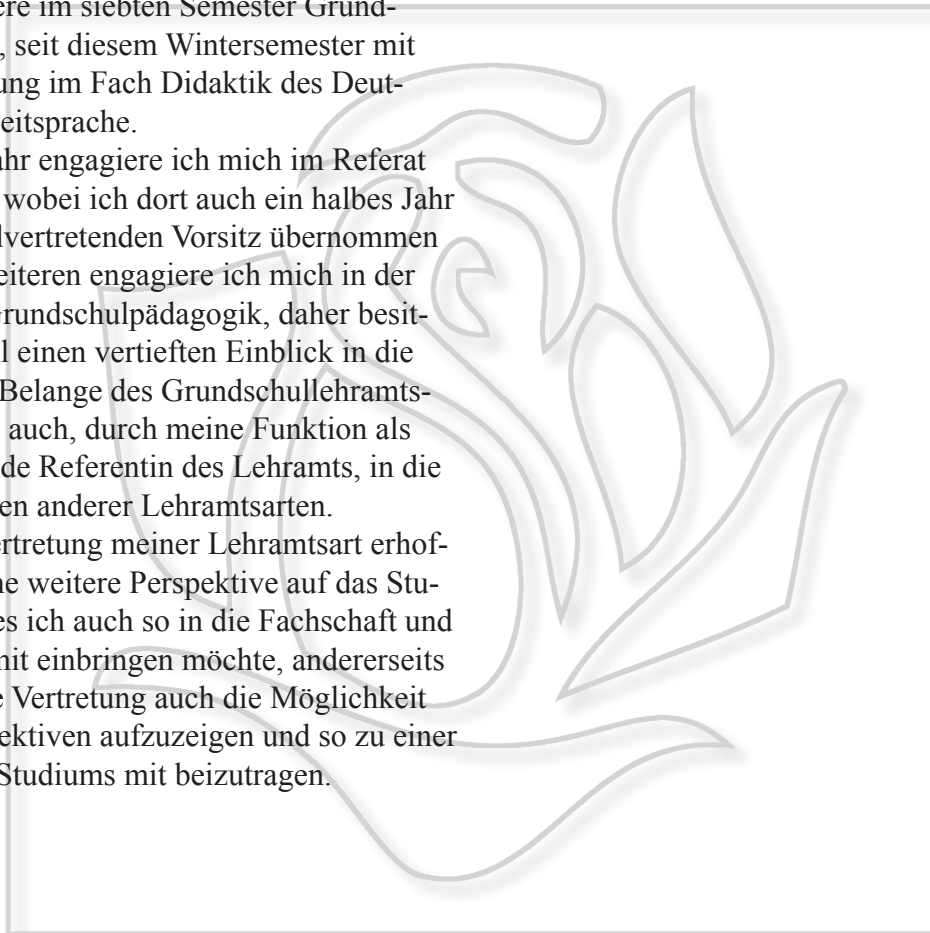 ere im siebten Semester Grund-
, seit diesem Wintersemester mit
ung im Fach Didaktik des Deut-
eitsprache.
ahr engagiere ich mich im Referat
wobei ich dort auch ein halbes Jahr
lvertretenden Vorsitz übernommen
eiteren engagiere ich mich in der
Grundschulpädagogik, daher besit-
l einen vertieften Einblick in die
Belange des Grundschullehramts-
auch, durch meine Funktion als
de Referentin des Lehramts, in die
en anderer Lehramtsarten.
ertretung meiner Lehramtsart erhof-
ne weitere Perspektive auf das Stu-
es ich auch so in die Fachschaft und
mit einbringen möchte, andererseits
e Vertretung auch die Möglichkeit
ektiven aufzuzeigen und so zu einer
Studiums mit beizutragen.